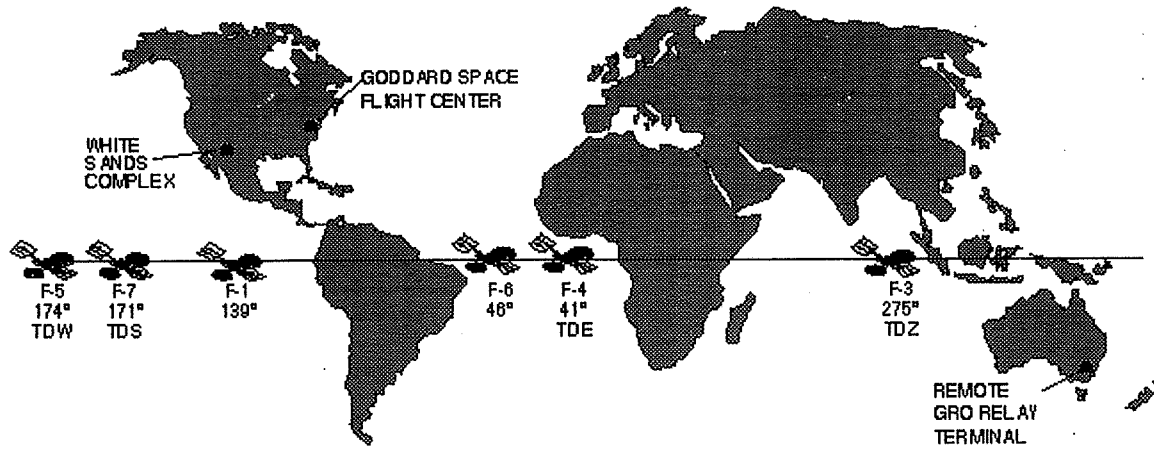 GODDARD SPACE
FLIGHT CENTER
WHITE
SANDS
COMPLEX
F-5
174°
TDW
F-7
171°
TDS
F-1
139°
F-6
46°
F-4
41°
TDE
F-3
275°
TDZ
REMOTE
GRO RELAY
TERMINAL